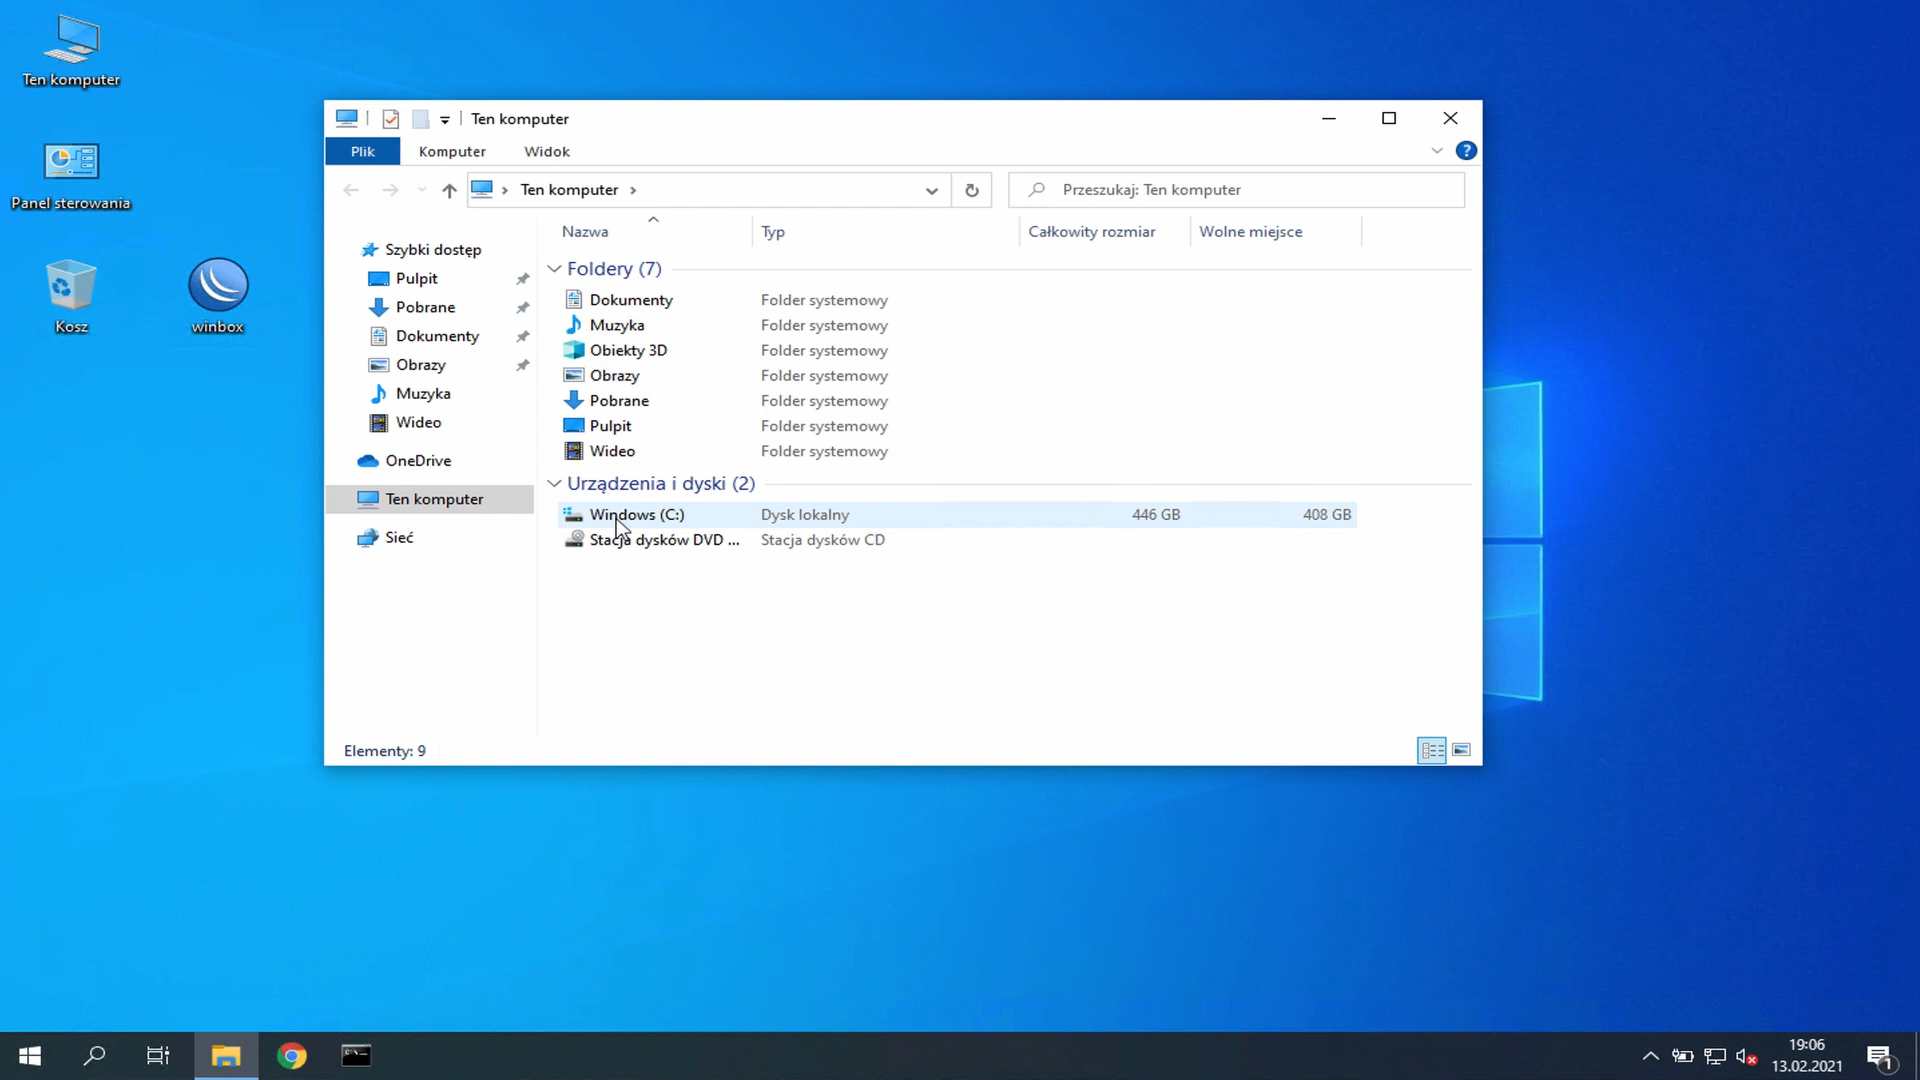 Ten komputer
Panel sterowania
Kosz
winbox
Ten komputer
Plik Komputer Widok
Ten komputer
Przeszukaj: Ten komputer
Szybki dostęp
Pulpit
Pobrane
Dokumenty
Obrazy
Muzyka
Wideo
OneDrive
Ten komputer
Sieć
Nazwa Typ Całkowity rozmiar Wolne miejsce
Foldery (7)
Dokumenty Folder systemowy
Muzyka Folder systemowy
Obiekty 3D Folder systemowy
Obrazy Folder systemowy
Pobrane Folder systemowy
Pulpit Folder systemowy
Wideo Folder systemowy
Urządzenia i dyski (2)
Windows (C:) Dysk lokalny 446 GB 408 GB
Stacja dysków DVD ... Stacja dysków CD
Elementy: 9
19:06
13.02.2021
1